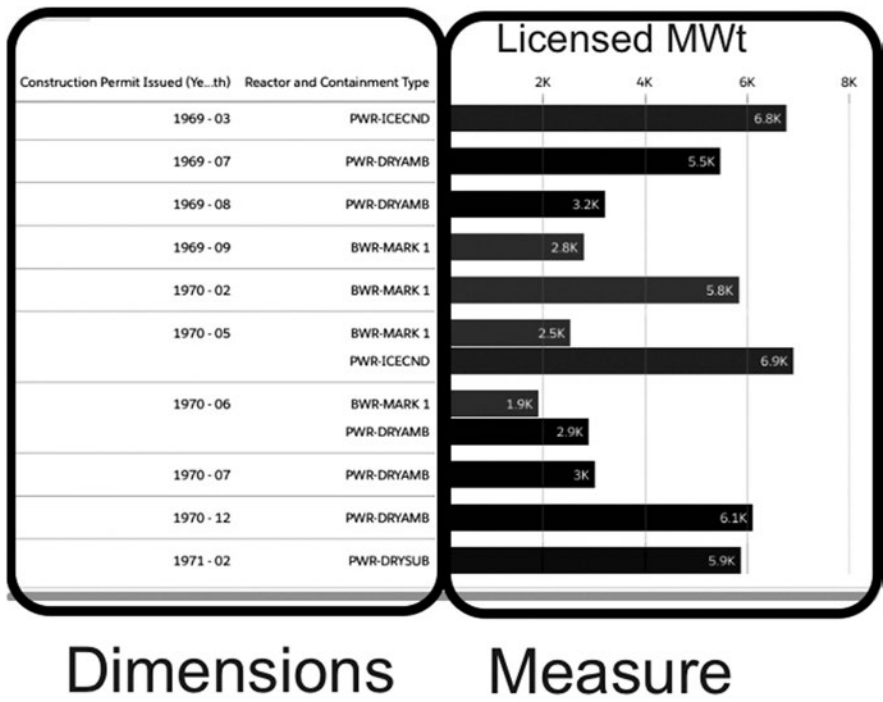 Licensed MWt
Construction Permit Issued (Ye...th) Reactor and Containment Type 2K 4K 6K 8K
1969 - 03 PWR-ICECND 6.8K
1969 - 07 PWR-DRYAMB 5.5K
1969 - 08 PWR-DRYAMB 3.2K
1969 - 09 BWR-MARK 1 2.8K
1970 - 02 BWR-MARK 1 5.8K
1970 - 05 BWR-MARK 1 2.5K
PWR-ICECND 6.9K
1970 - 06 BWR-MARK 1 1.9K
PWR-DRYAMB 2.9K
1970 - 07 PWR-DRYAMB 3K
1970 - 12 PWR-DRYAMB 6.1K
1971 - 02 PWR-DRYSUB 5.9K
Dimensions Measure